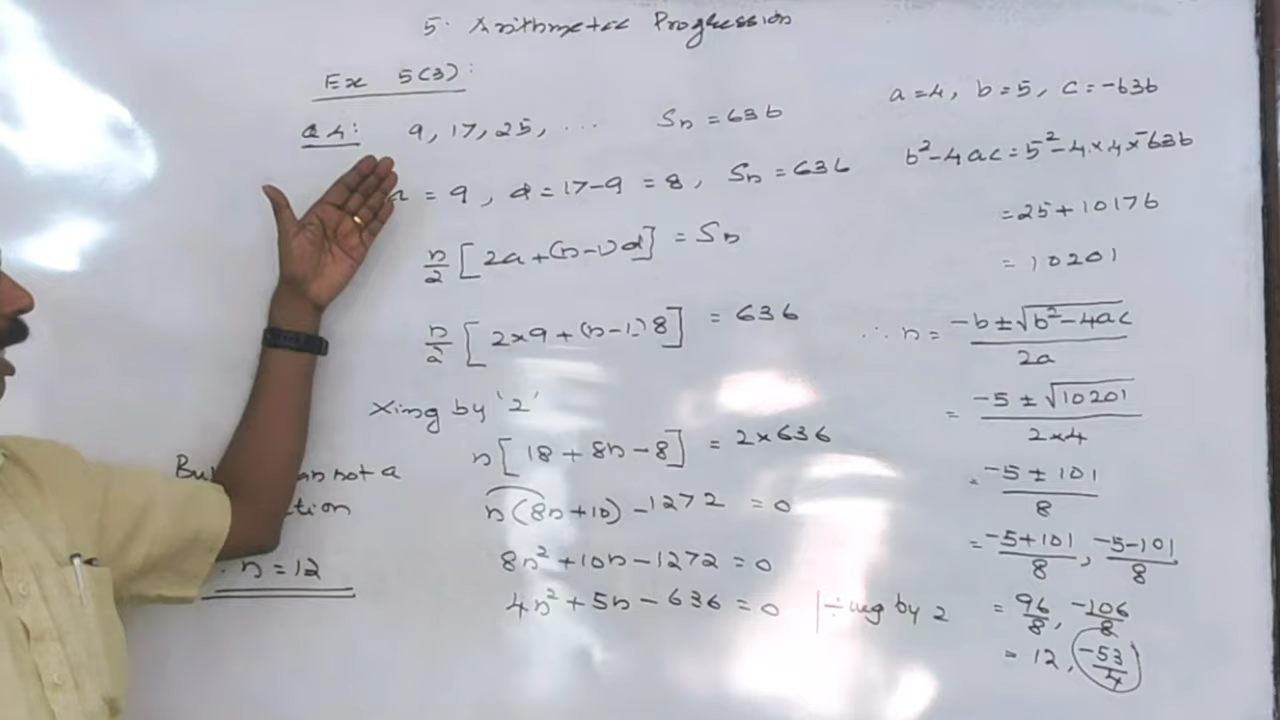 5. Arithmetic Progression
Ex 5(3):
Q4: 9, 17, 25, ... Sn = 636
a = 9, d = 17-9 = 8, Sn = 636
n/2 [2a+(n-1)d] = Sn
n/2 [2×9+(n-1)8] = 636
Xing by '2'
n[18+8n-8] = 2×636
n(8n+10)-1272 = 0
8n²+10n-1272 = 0
4n²+5n-636 = 0 | ÷ing by 2
a=4, b=5, c=-636
b²-4ac = 5²-4×4×-636
= 25+10176
= 10201
∴ n = (-b±√(b²-4ac))/2a
= (-5±√10201)/(2×4)
= (-5±101)/8
= (-5+101)/8, (-5-101)/8
= 96/8, -106/8
= 12, -53/4
not a
n = 12